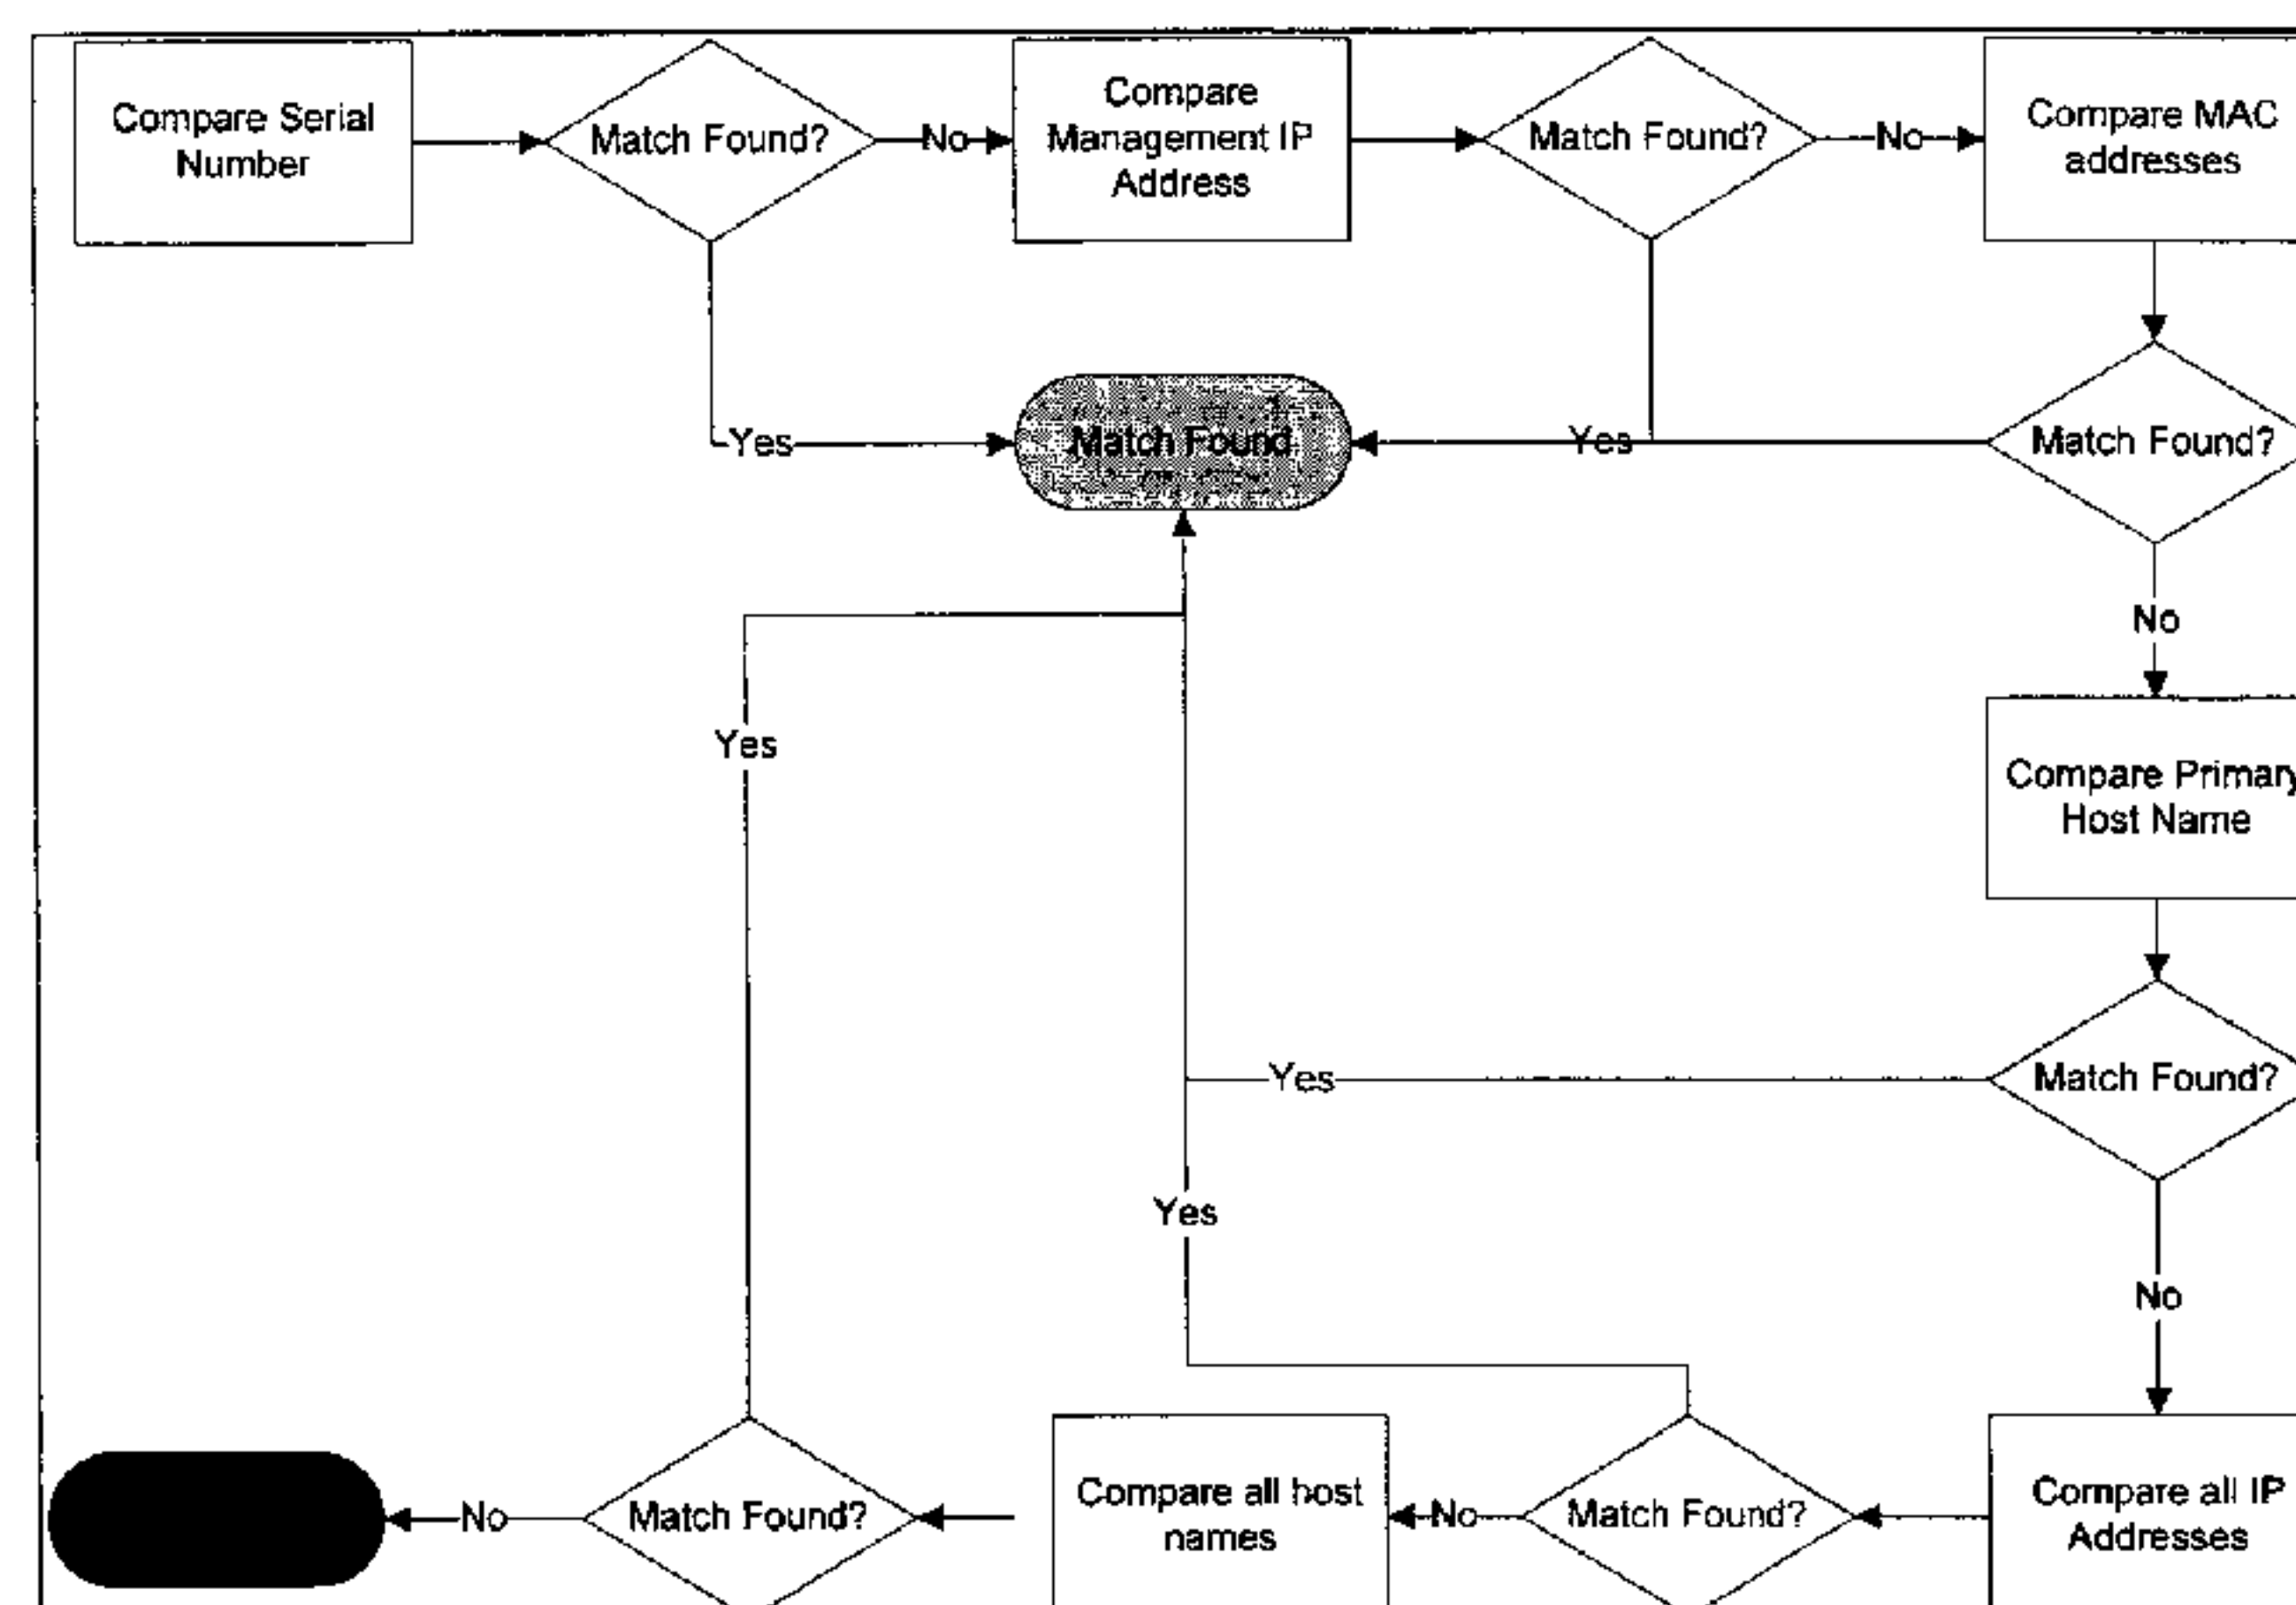 Compare Serial
Number
Match Found?
No
Compare
Management IP
Address
Match Found?
No
Compare MAC
addresses
Yes
Match Found
Yes
Match Found?
No
Yes
Compare Primary
Host Name
Yes
Match Found?
Yes
No
No
Match Found?
Compare all host
names
No
Match Found?
Compare all IP
Addresses